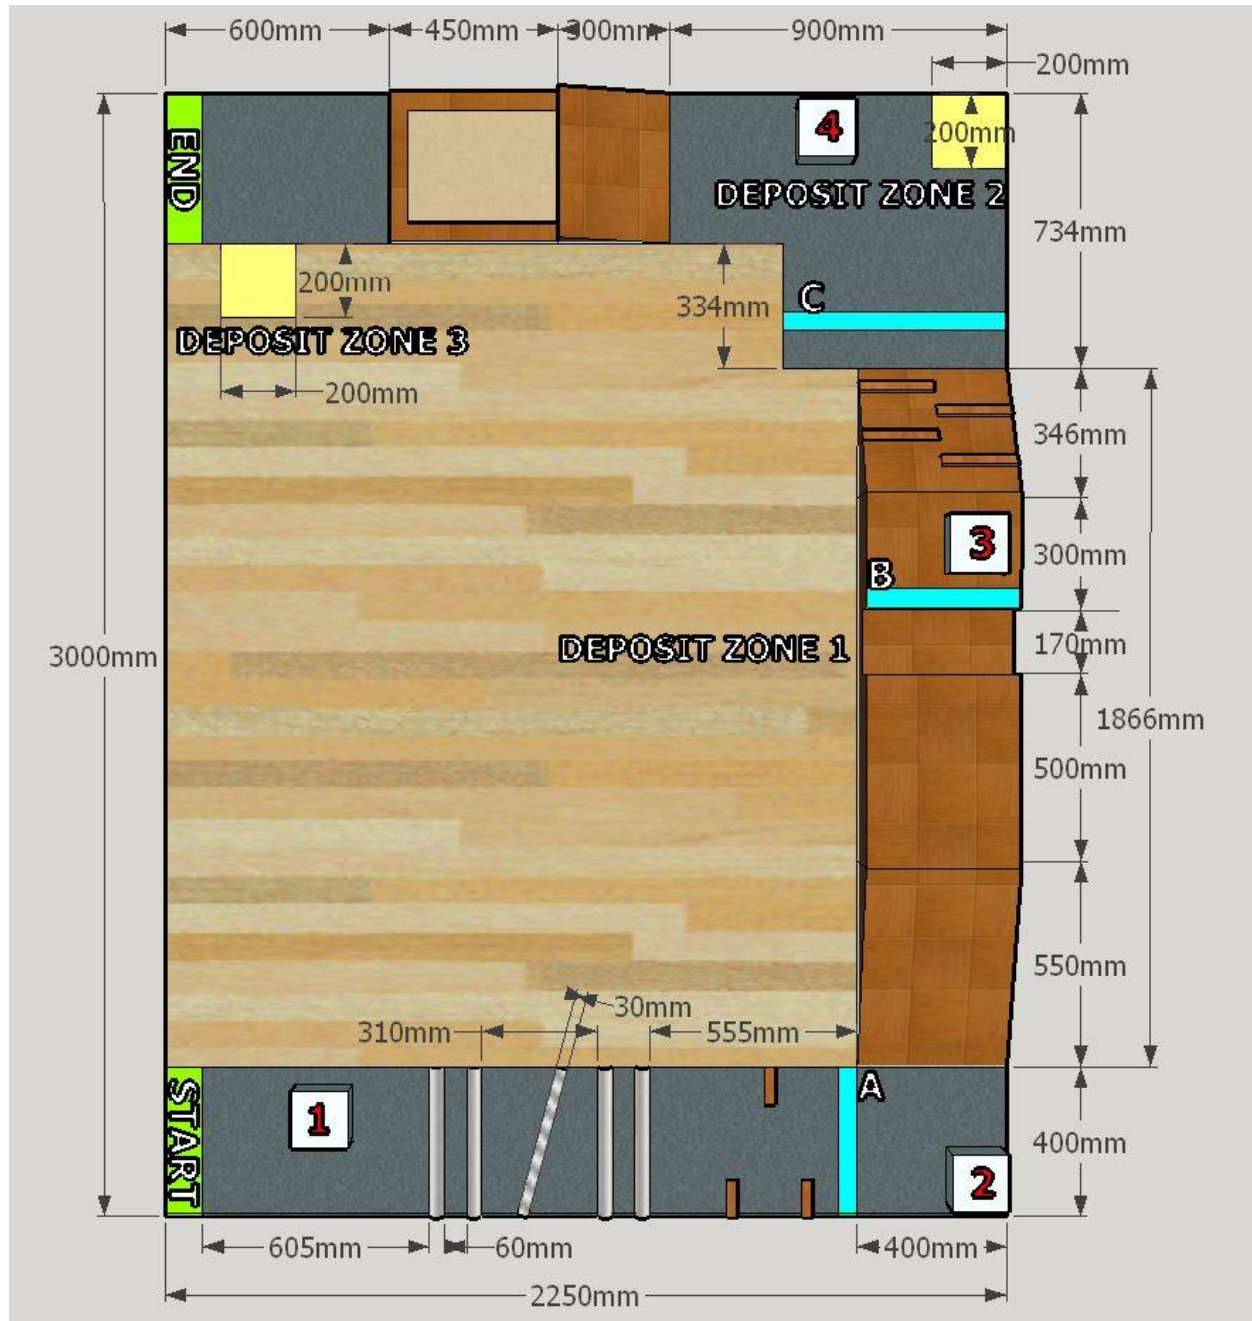 600mm
450mm
300mm
900mm
200mm
4
200mm
END
DEPOSIT ZONE 2
734mm
200mm
334mm
C
DEPOSIT ZONE 3
200mm
346mm
3
300mm
B
DEPOSIT ZONE 1
170mm
3000mm
1866mm
500mm
550mm
30mm
310mm
555mm
START
1
A
400mm
2
605mm
60mm
400mm
2250mm